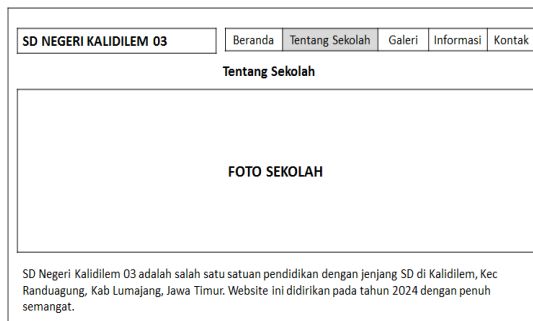 SD NEGERI KALIDILEM 03
Beranda Tentang Sekolah Galeri Informasi Kontak
Tentang Sekolah
FOTO SEKOLAH
SD Negeri Kalidilem 03 adalah salah satu satuan pendidikan dengan jenjang SD di Kalidilem, Kec
Randuagung, Kab Lumajang, Jawa Timur. Website ini didirikan pada tahun 2024 dengan penuh
semangat.